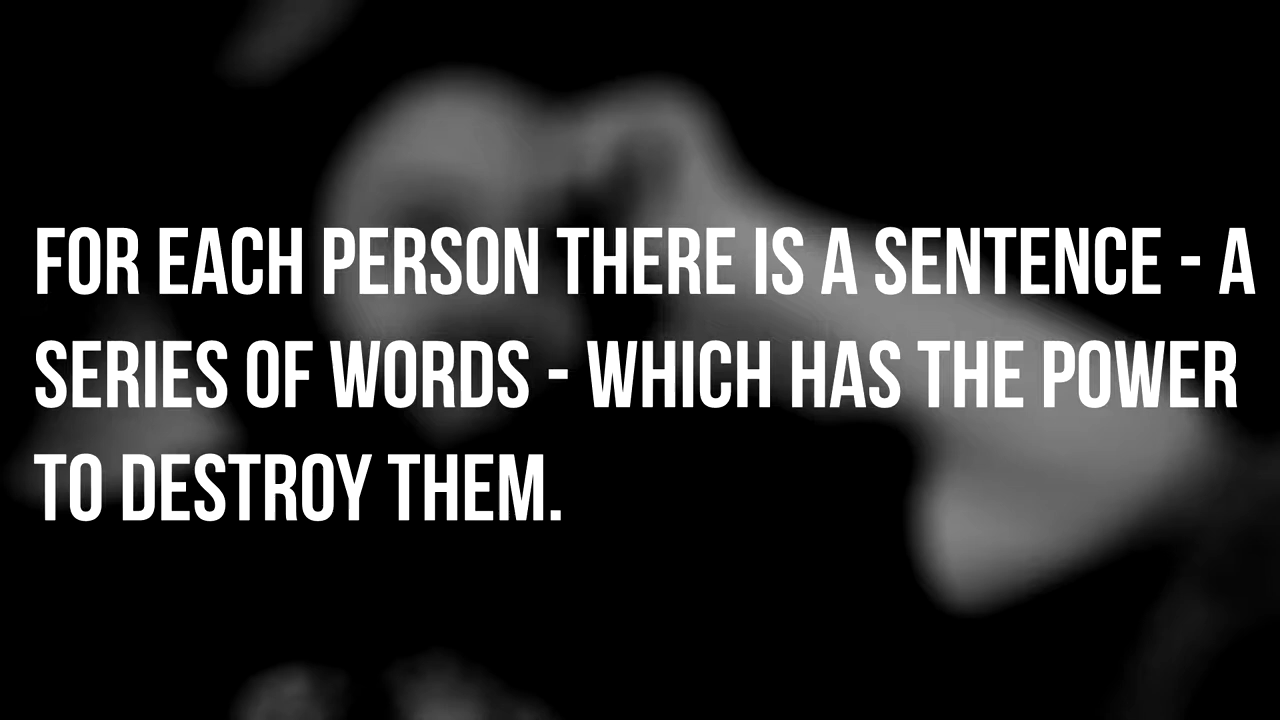 FOR EACH PERSON THERE IS A SENTENCE - A
SERIES OF WORDS - WHICH HAS THE POWER
TO DESTROY THEM.